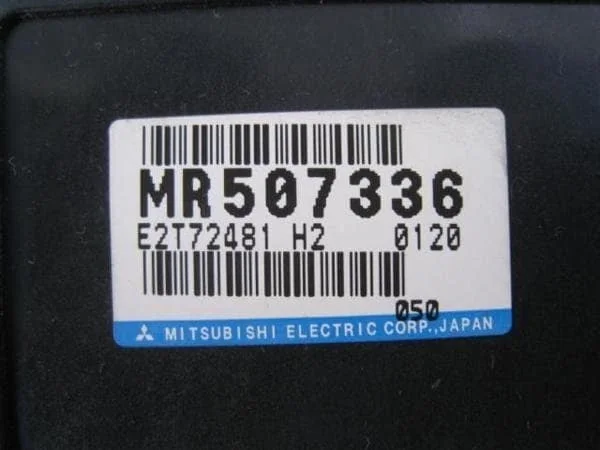 MR507336
E2T72481 H2 0120
050
MITSUBISHI ELECTRIC CORP., JAPAN